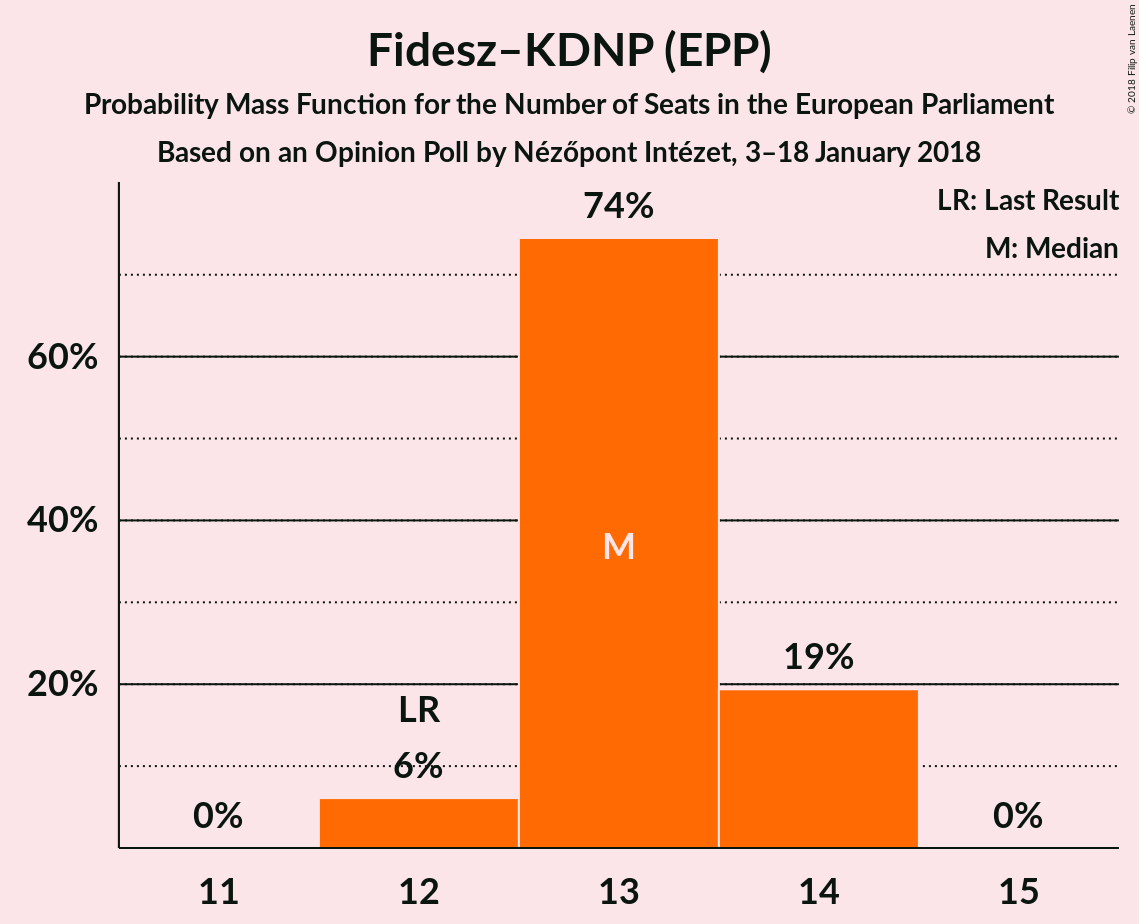 Fidesz–KDNP (EPP)
Probability Mass Function for the Number of Seats in the European Parliament
Based on an Opinion Poll by Nézőpont Intézet, 3–18 January 2018
© 2018 Filip van Laenen
LR: Last Result
M: Median
74%
60%
40%
M
19%
20%
LR
6%
0%
0%
11 12 13 14 15